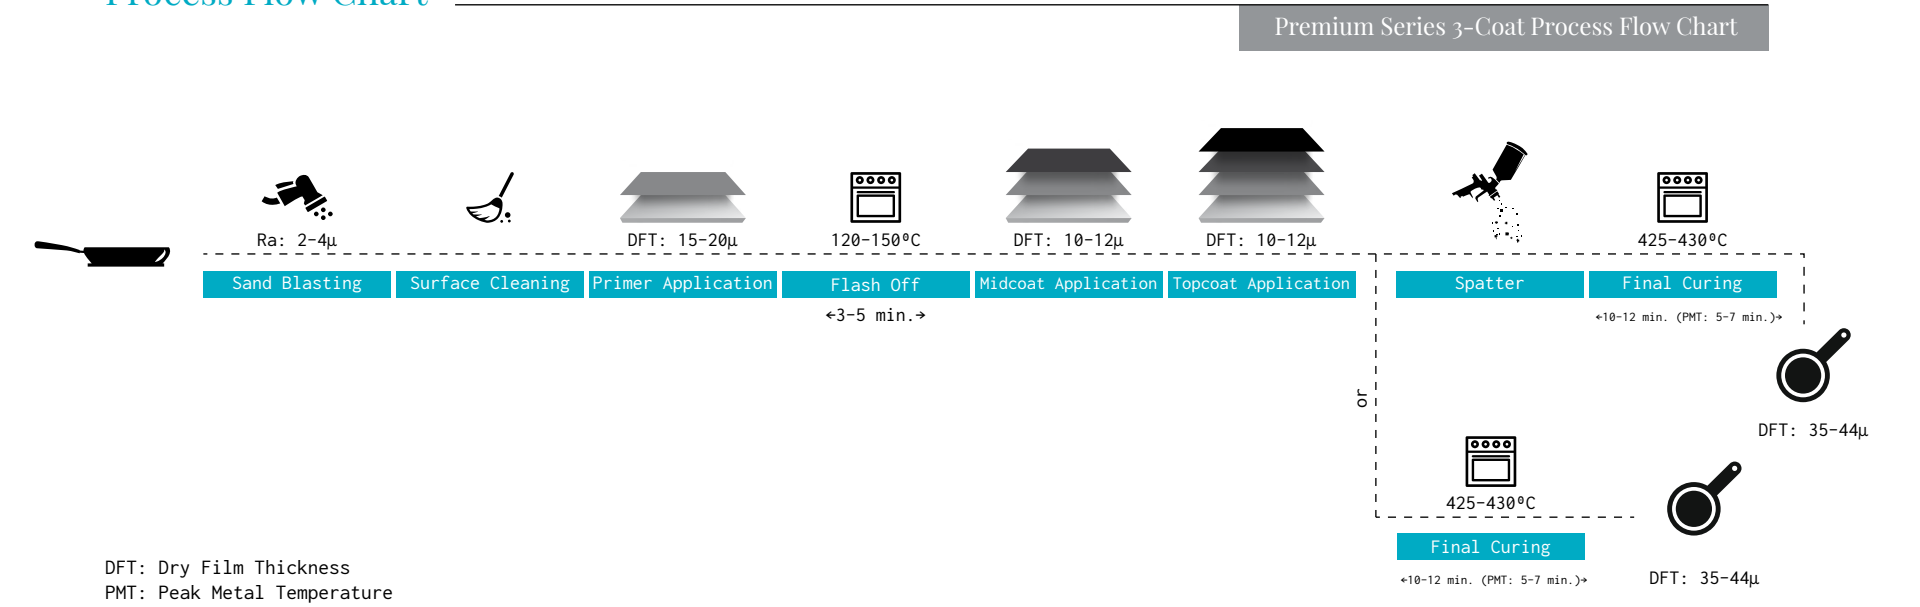 Process Flow Chart
Premium Series 3-Coat Process Flow Chart
Ra: 2-4µ
DFT: 15-20µ
120-150ºC
DFT: 10-12µ
DFT: 10-12µ
425-430ºC
Sand Blasting
Surface Cleaning
Primer Application
Flash Off
Midcoat Application
Topcoat Application
Spatter
Final Curing
←3-5 min.→
←10-12 min. (PMT: 5-7 min.)→
or
DFT: 35-44µ
425-430ºC
Final Curing
←10-12 min. (PMT: 5-7 min.)→
DFT: 35-44µ
DFT: Dry Film Thickness
PMT: Peak Metal Temperature